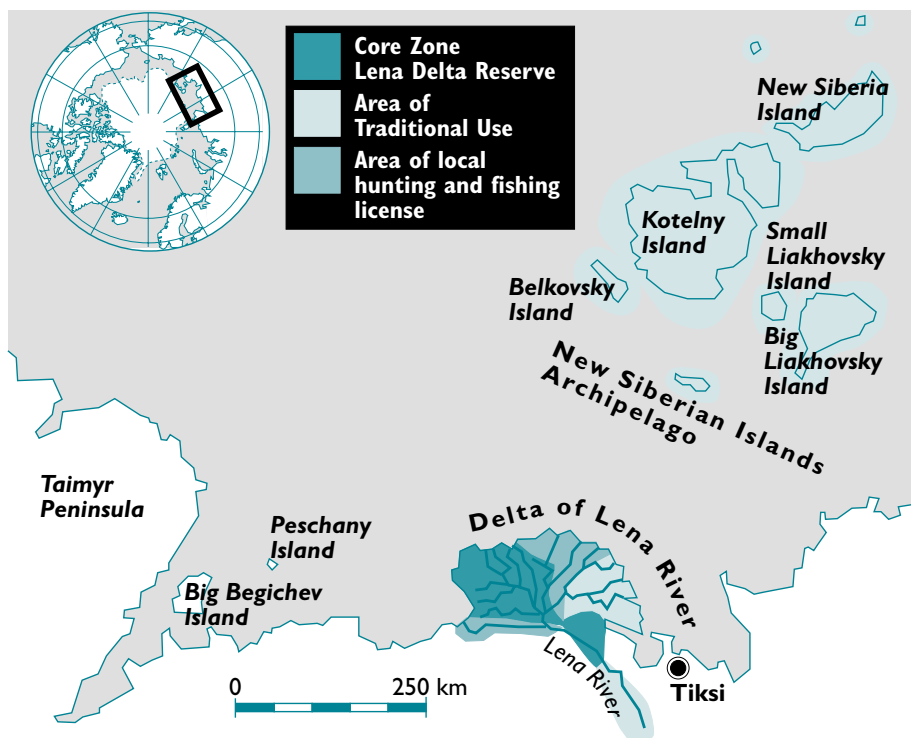 Core Zone
Lena Delta Reserve
Area of
Traditional Use
Area of local
hunting and fishing
license
New Siberia
Island
Kotelny
Island
Small
Liakhovsky
Island
Belkovsky
Island
Big
Liakhovsky
Island
New Siberian Islands
Archipelago
Taimyr
Peninsula
Peschany
Island
Delta of Lena River
Big Begichev
Island
Lena River
Tiksi
0 250 km